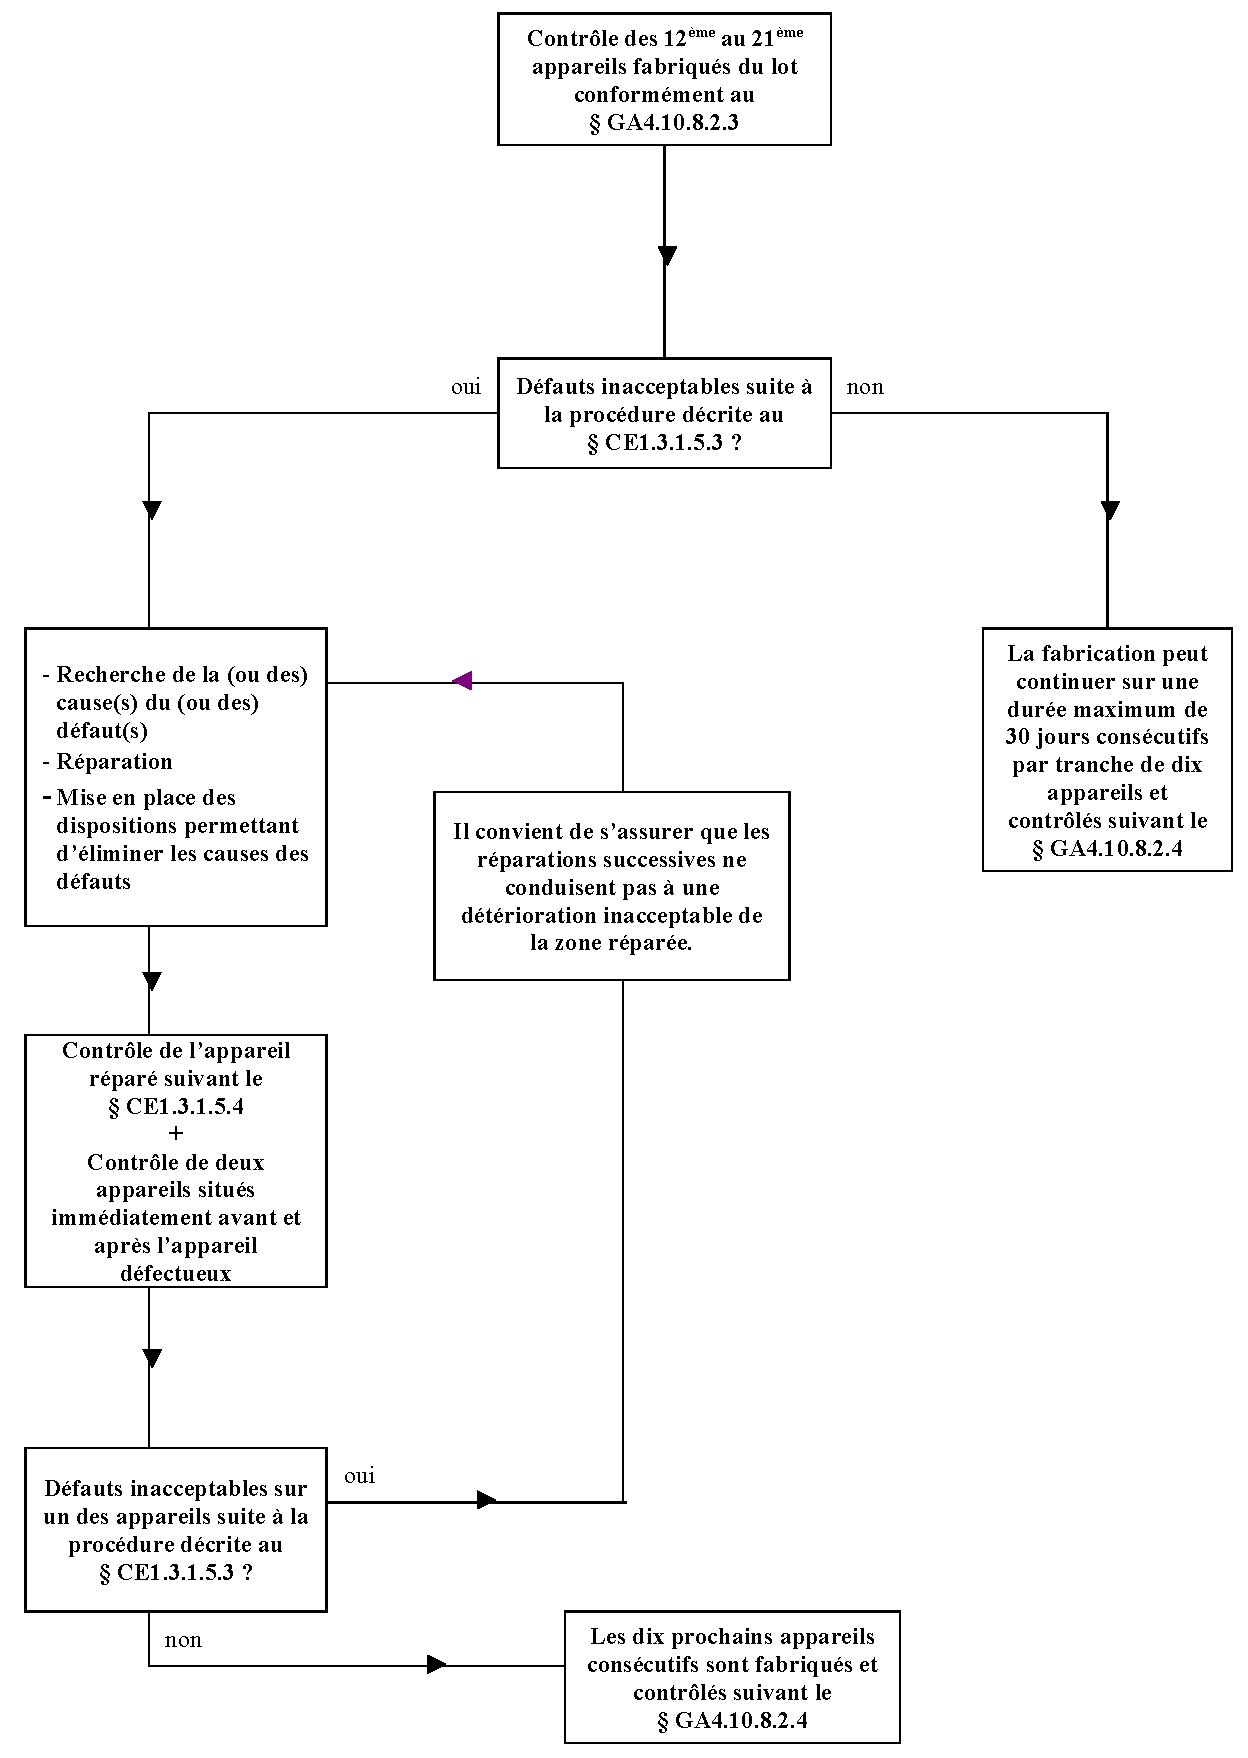 Contrôle des 12ème au 21ème
appareils fabriqués du lot
conformément au
§ GA4.10.8.2.3
oui
Défauts inacceptables suite à
la procédure décrite au
§ CE1.3.1.5.3 ?
non
- Recherche de la (ou des)
cause(s) du (ou des)
défaut(s)
- Réparation
- Mise en place des
dispositions permettant
d’éliminer les causes des
défauts
La fabrication peut
continuer sur une
durée maximum de
30 jours consécutifs
par tranche de dix
appareils et
contrôlés suivant le
§ GA4.10.8.2.4
Il convient de s’assurer que les
réparations successives ne
conduisent pas à une
détérioration inacceptable de
la zone réparée.
Contrôle de l’appareil
réparé suivant le
§ CE1.3.1.5.4
+
Contrôle de deux
appareils situés
immédiatement avant et
après l’appareil
défectueux
Défauts inacceptables sur
un des appareils suite à la
procédure décrite au
§ CE1.3.1.5.3 ?
oui
non
Les dix prochains appareils
consécutifs sont fabriqués et
contrôlés suivant le
§ GA4.10.8.2.4